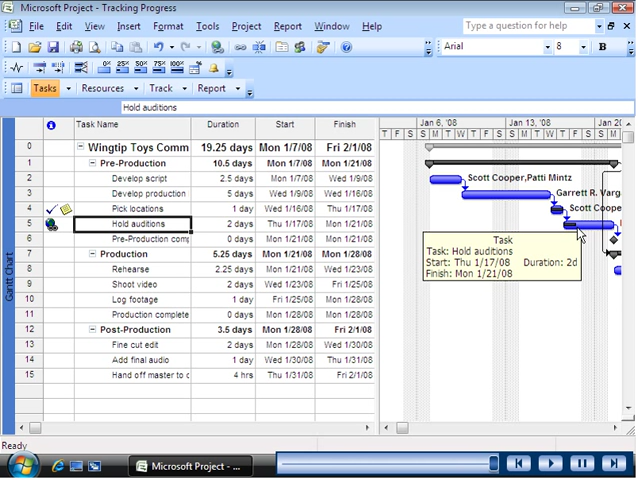 Microsoft Project - Tracking Progress
File Edit View Insert Format Tools Project Report Window Help Type a question for help
Arial 8 B
0% 25% 50% 75% 100%
Tasks Resources Track Report
Hold auditions
Task Name Duration Start Finish Jan 6, '08 Jan 13, '08 Jan 20
T F S S M T W T F S S M T W T F S S M
0 Wingtip Toys Comm 19.25 days Mon 1/7/08 Fri 2/1/08
1 Pre-Production 10.5 days Mon 1/7/08 Mon 1/21/08
2 Develop script 2.5 days Mon 1/7/08 Wed 1/9/08 Scott Cooper,Patti Mintz
3 Develop production 5 days Wed 1/9/08 Wed 1/16/08 Garrett R. Varga
4 Pick locations 1 day Wed 1/16/08 Thu 1/17/08 Scott Coope
5 Hold auditions 2 days Thu 1/17/08 Mon 1/21/08
6 Pre-Production comp 0 days Mon 1/21/08 Mon 1/21/08
7 Production 5.25 days Mon 1/21/08 Mon 1/28/08
8 Rehearse 2.25 days Mon 1/21/08 Wed 1/23/08
9 Shoot video 2 days Wed 1/23/08 Fri 1/25/08
10 Log footage 1 day Fri 1/25/08 Mon 1/28/08
11 Production complete 0 days Mon 1/28/08 Mon 1/28/08
12 Post-Production 3.5 days Mon 1/28/08 Fri 2/1/08
13 Fine cut edit 2 days Mon 1/28/08 Wed 1/30/08
14 Add final audio 1 day Wed 1/30/08 Thu 1/31/08
15 Hand off master to c 4 hrs Thu 1/31/08 Fri 2/1/08
Task
Task: Hold auditions
Start: Thu 1/17/08 Duration: 2d
Finish: Mon 1/21/08
Gantt Chart
Ready
Microsoft Project - ...